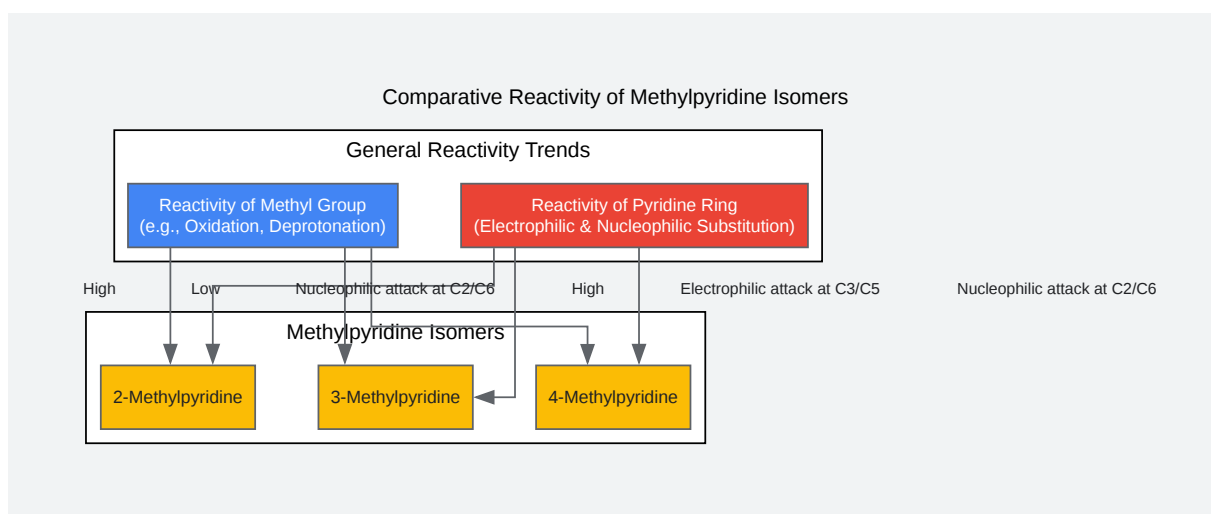 Comparative Reactivity of Methylpyridine Isomers
General Reactivity Trends
Reactivity of Methyl Group
(e.g., Oxidation, Deprotonation)
Reactivity of Pyridine Ring
(Electrophilic & Nucleophilic Substitution)
High
Low
Nucleophilic attack at C2/C6
High
Electrophilic attack at C3/C5
Nucleophilic attack at C2/C6
Methylpyridine Isomers
2-Methylpyridine
3-Methylpyridine
4-Methylpyridine